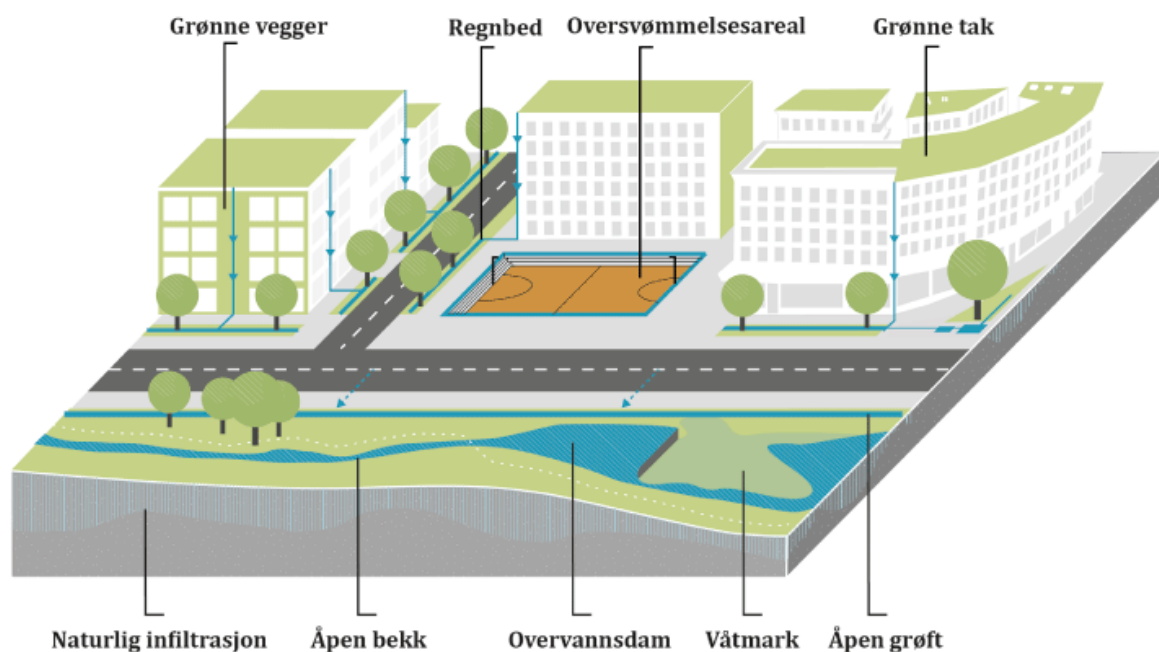 Grønne vegger
Regnbed
Oversvømmelsesareal
Grønne tak
Naturlig infiltrasjon
Åpen bekk
Overvannsdam
Våtmark
Åpen grøft